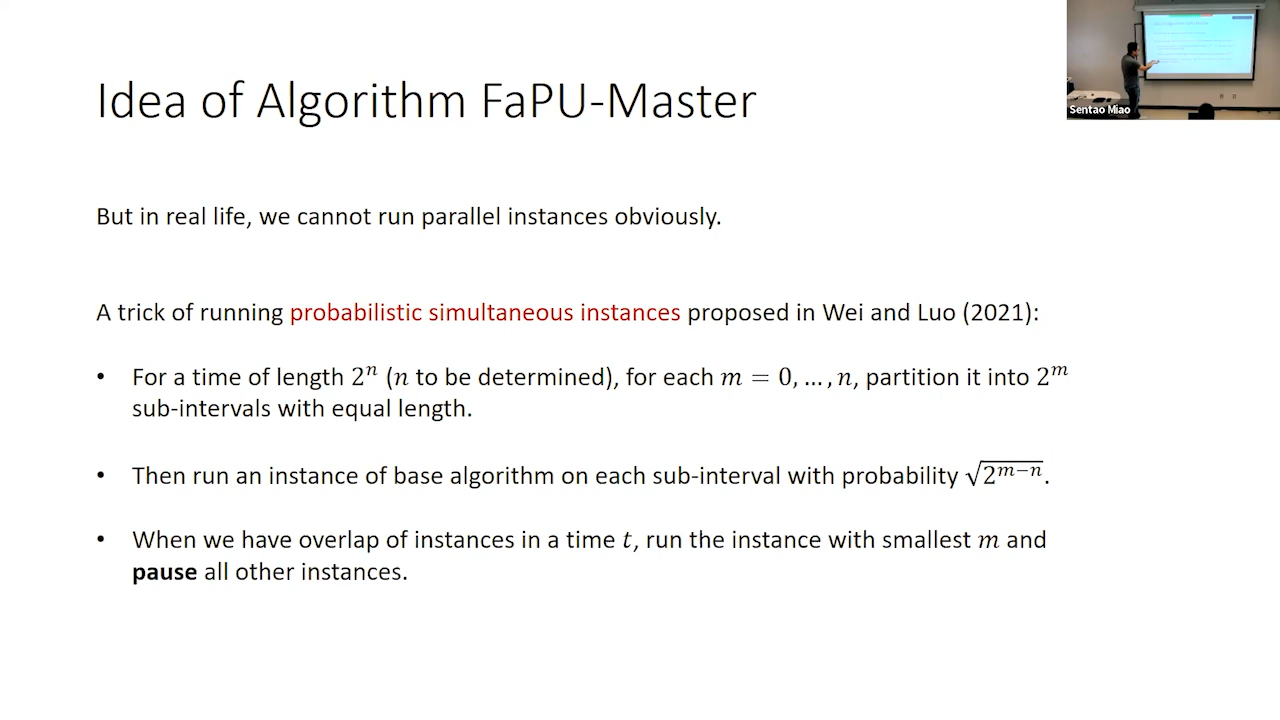 Idea of Algorithm FaPU-Master
Sentao Miao
But in real life, we cannot run parallel instances obviously.
A trick of running probabilistic simultaneous instances proposed in Wei and Luo (2021):
• For a time of length 2ⁿ (n to be determined), for each m = 0, … , n, partition it into 2ᵐ
sub-intervals with equal length.
• Then run an instance of base algorithm on each sub-interval with probability √2ᵐ⁻ⁿ.
• When we have overlap of instances in a time t, run the instance with smallest m and
pause all other instances.